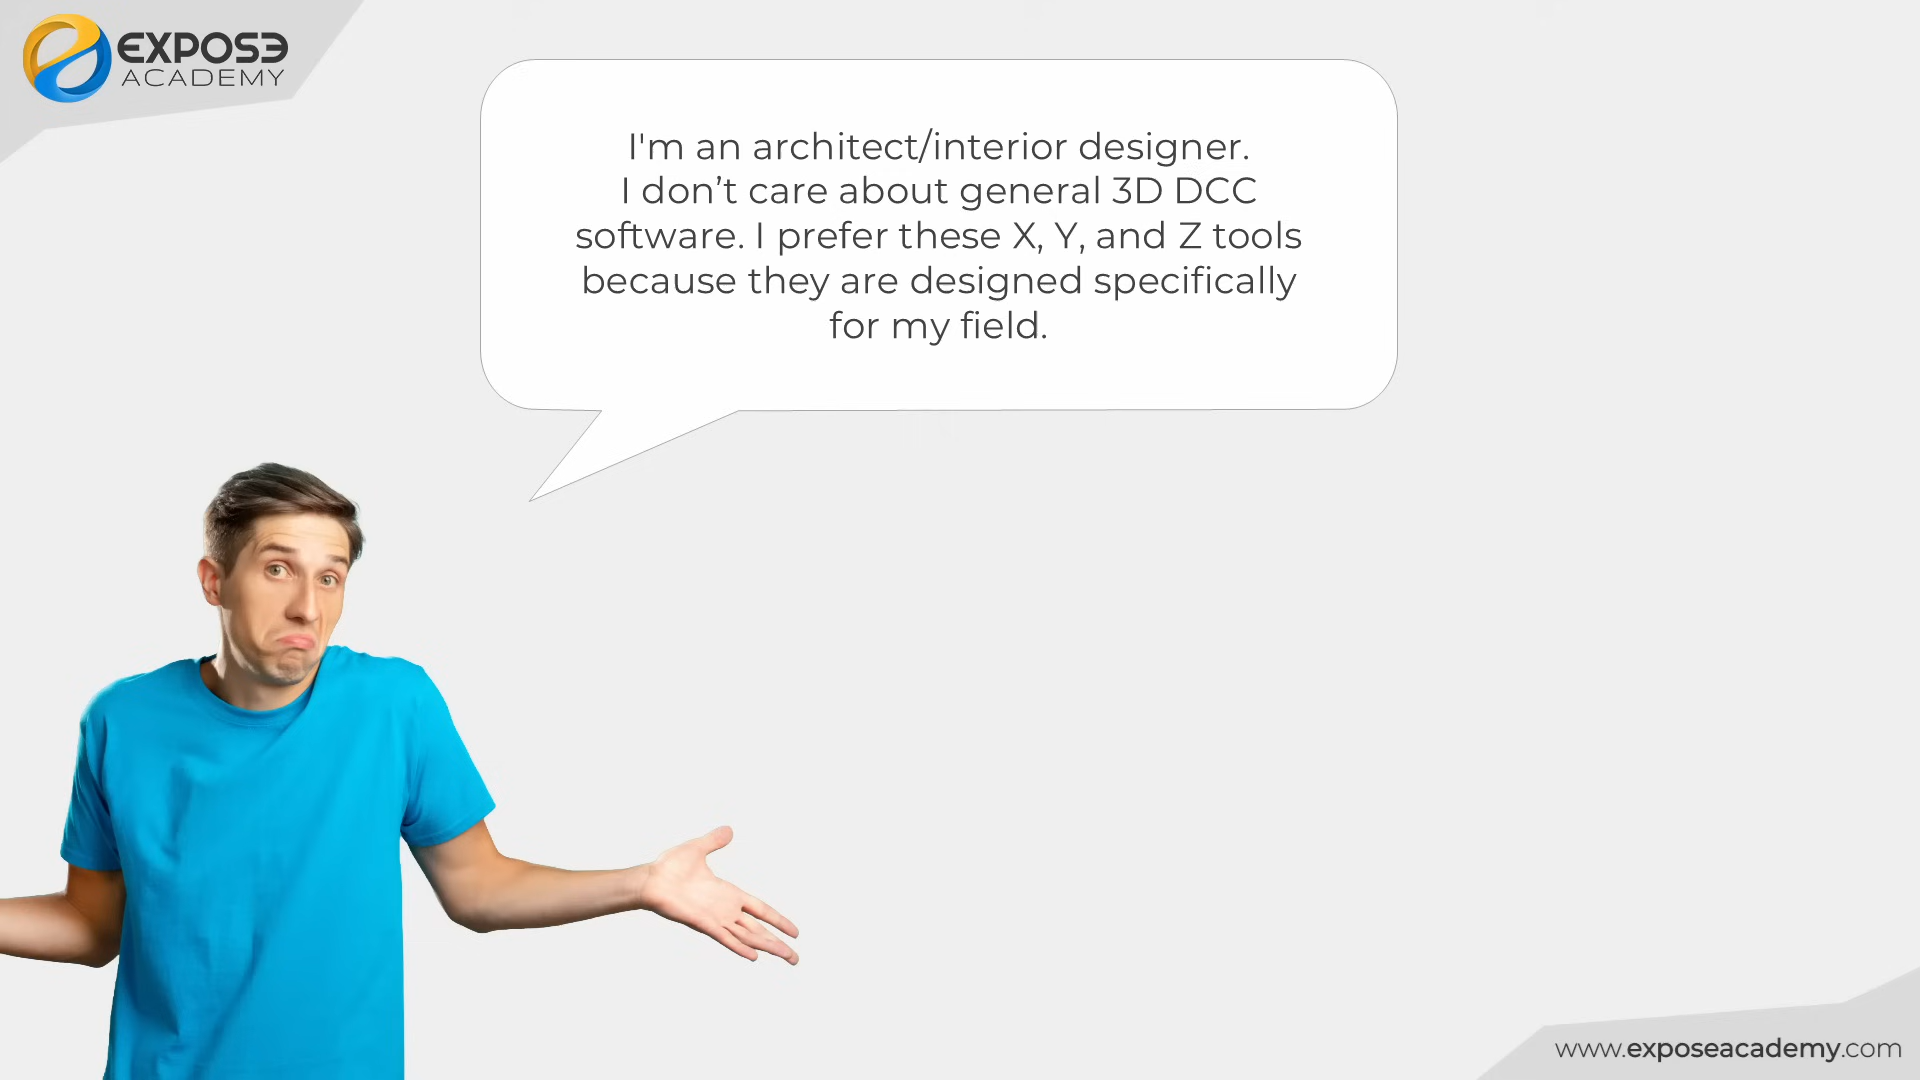 EXPOSE
ACADEMY
I'm an architect/interior designer.
I don’t care about general 3D DCC
software. I prefer these X, Y, and Z tools
because they are designed specifically
for my field.
www.exposeacademy.com